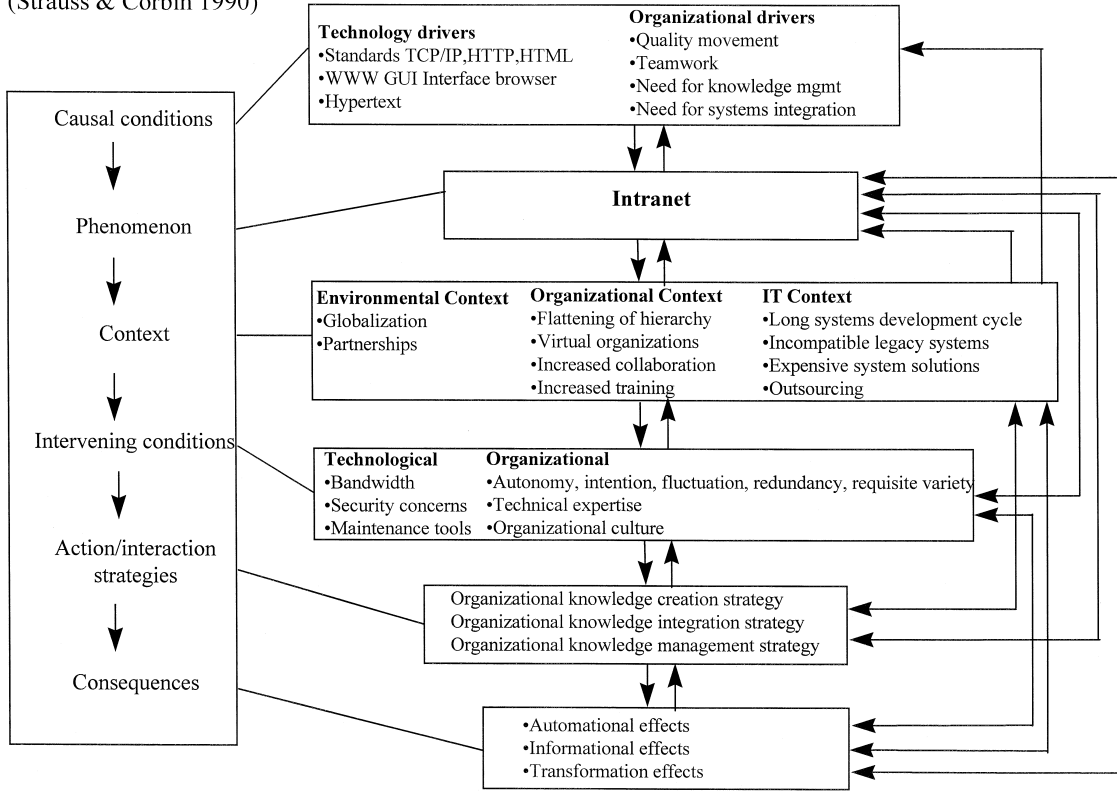 (Strauss & Corbin 1990)
Causal conditions
Phenomenon
Context
Intervening conditions
Action/interaction
strategies
Consequences
Technology drivers
•Standards TCP/IP,HTTP,HTML
•WWW GUI Interface browser
•Hypertext
Organizational drivers
•Quality movement
•Teamwork
•Need for knowledge mgmt
•Need for systems integration
Intranet
Environmental Context
•Globalization
•Partnerships
Organizational Context
•Flattening of hierarchy
•Virtual organizations
•Increased collaboration
•Increased training
IT Context
•Long systems development cycle
•Incompatible legacy systems
•Expensive system solutions
•Outsourcing
Technological
•Bandwidth
•Security concerns
•Maintenance tools
Organizational
•Autonomy, intention, fluctuation, redundancy, requisite variety
•Technical expertise
•Organizational culture
Organizational knowledge creation strategy
Organizational knowledge integration strategy
Organizational knowledge management strategy
•Automational effects
•Informational effects
•Transformation effects